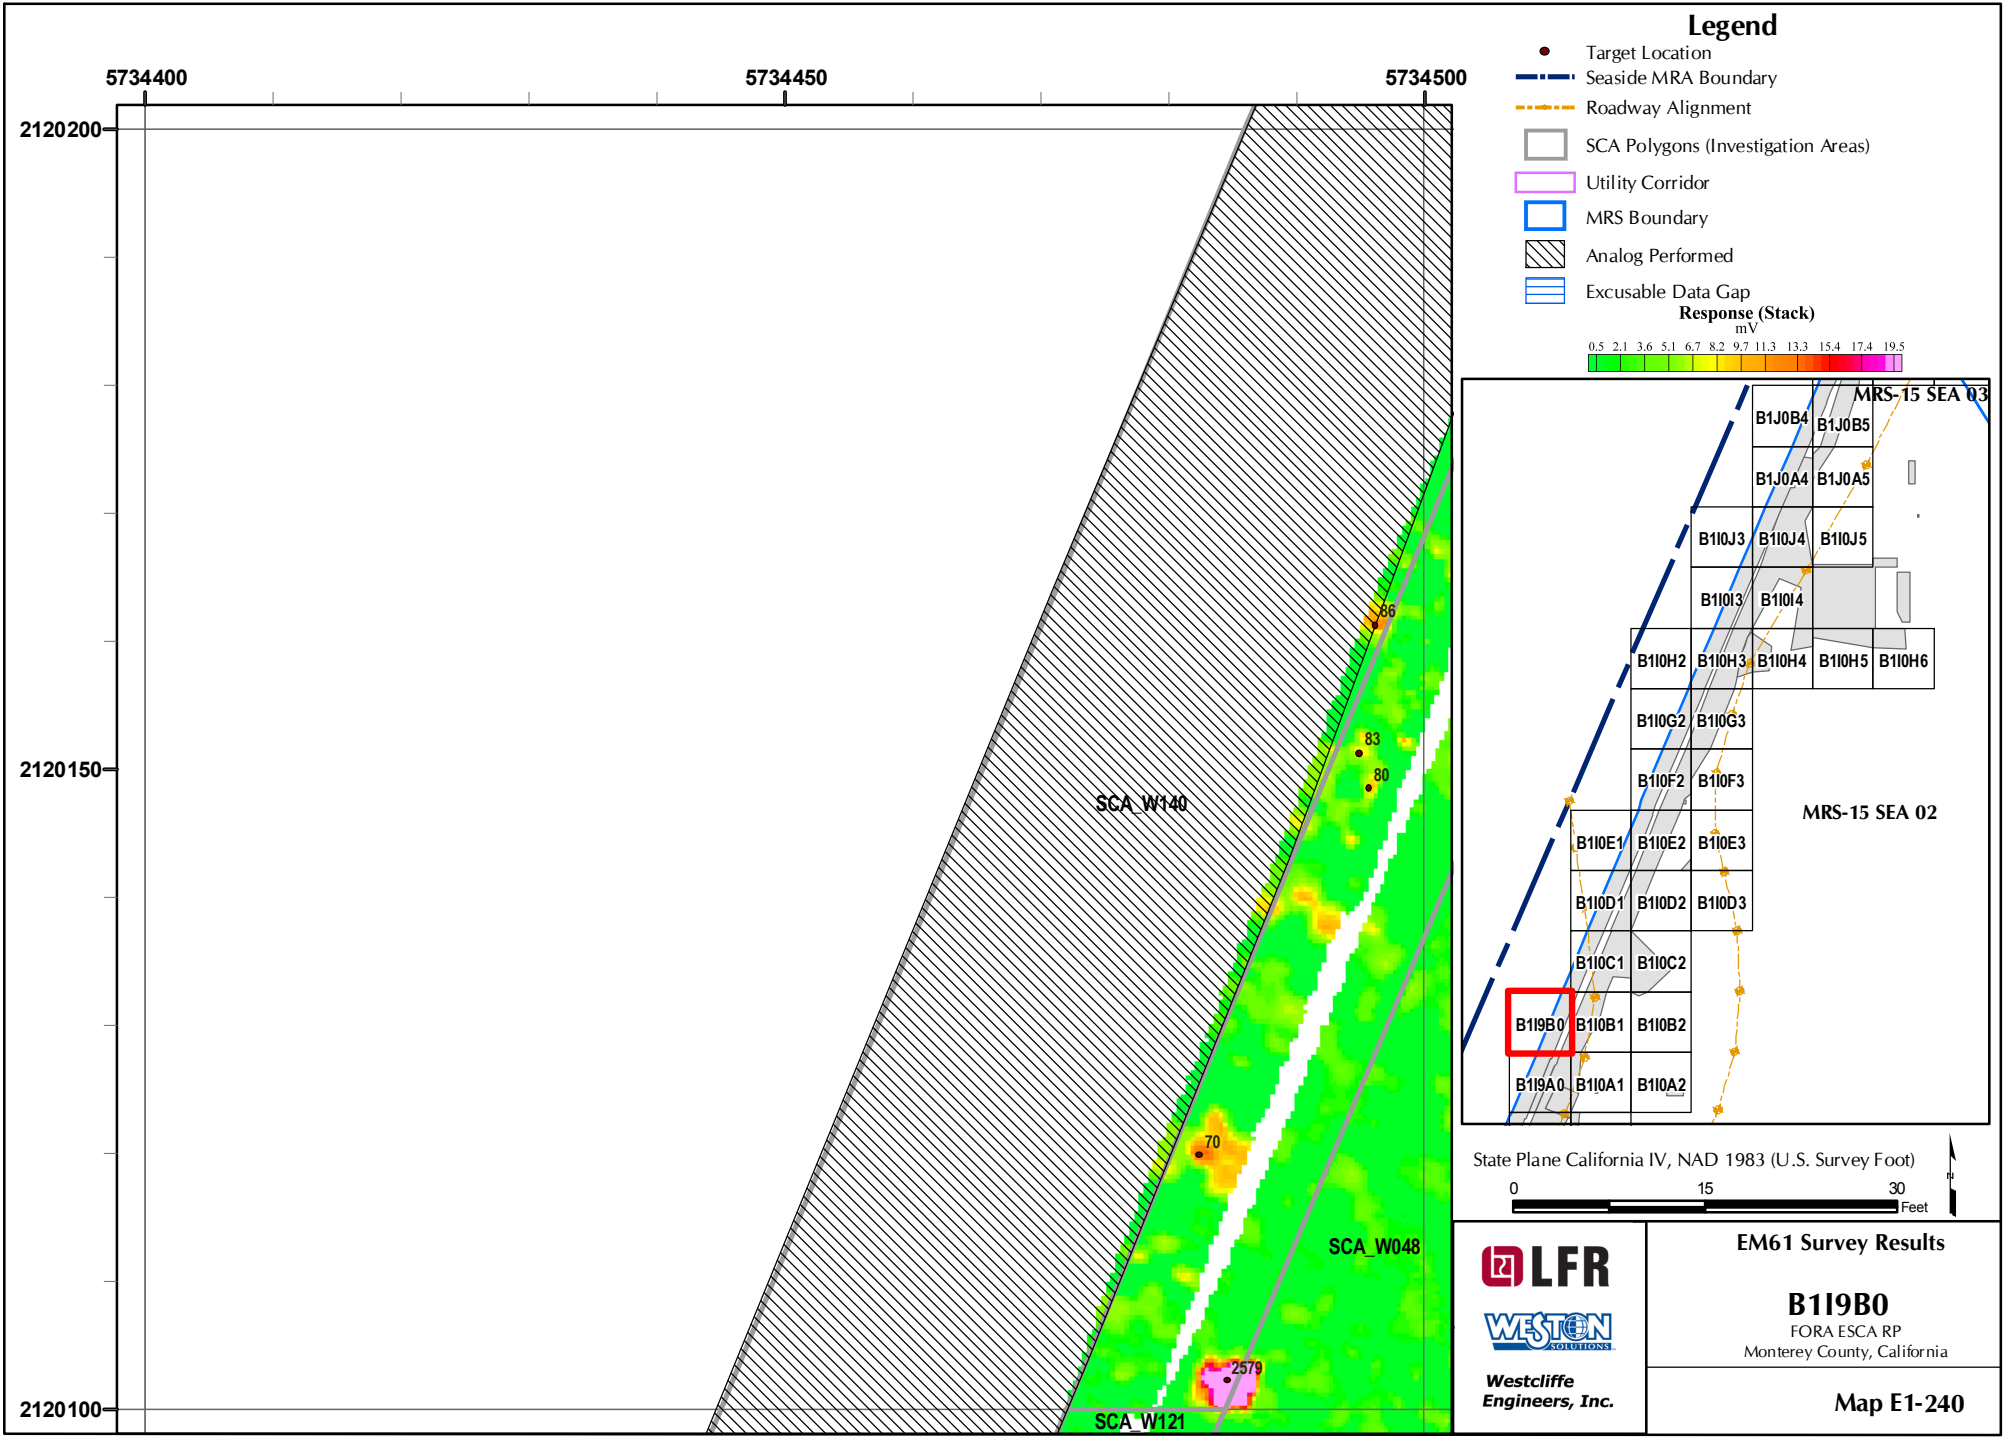 Legend
Target Location
Seaside MRA Boundary
Roadway Alignment
SCA Polygons (Investigation Areas)
Utility Corridor
MRS Boundary
Analog Performed
Excusable Data Gap
Response (Stack)
mV
0.5 2.1 3.6 5.1 6.7 8.2 9.7 11.3 13.3 15.4 17.4 19.5
5734400 5734450 5734500
2120200
2120150
2120100
86
83
80
SCA_W140
70
SCA_W048
2579
SCA_W121
MRS-15 SEA 03
B1J0B4 B1J0B5
B1J0A4 B1J0A5
B1I0J3 B1I0J4 B1I0J5
B1I0I3 B1I0I4
B1I0H2 B1I0H3 B1I0H4 B1I0H5 B1I0H6
B1I0G2 B1I0G3
B1I0F2 B1I0F3
MRS-15 SEA 02
B1I0E1 B1I0E2 B1I0E3
B1I0D1 B1I0D2 B1I0D3
B1I0C1 B1I0C2
B1I9B0 B1I0B1 B1I0B2
B1I9A0 B1I0A1 B1I0A2
State Plane California IV, NAD 1983 (U.S. Survey Foot)
0 15 30
Feet
N
LFR
WESTON
SOLUTIONS
Westcliffe
Engineers, Inc.
EM61 Survey Results
B1I9B0
FORA ESCA RP
Monterey County, California
Map E1-240